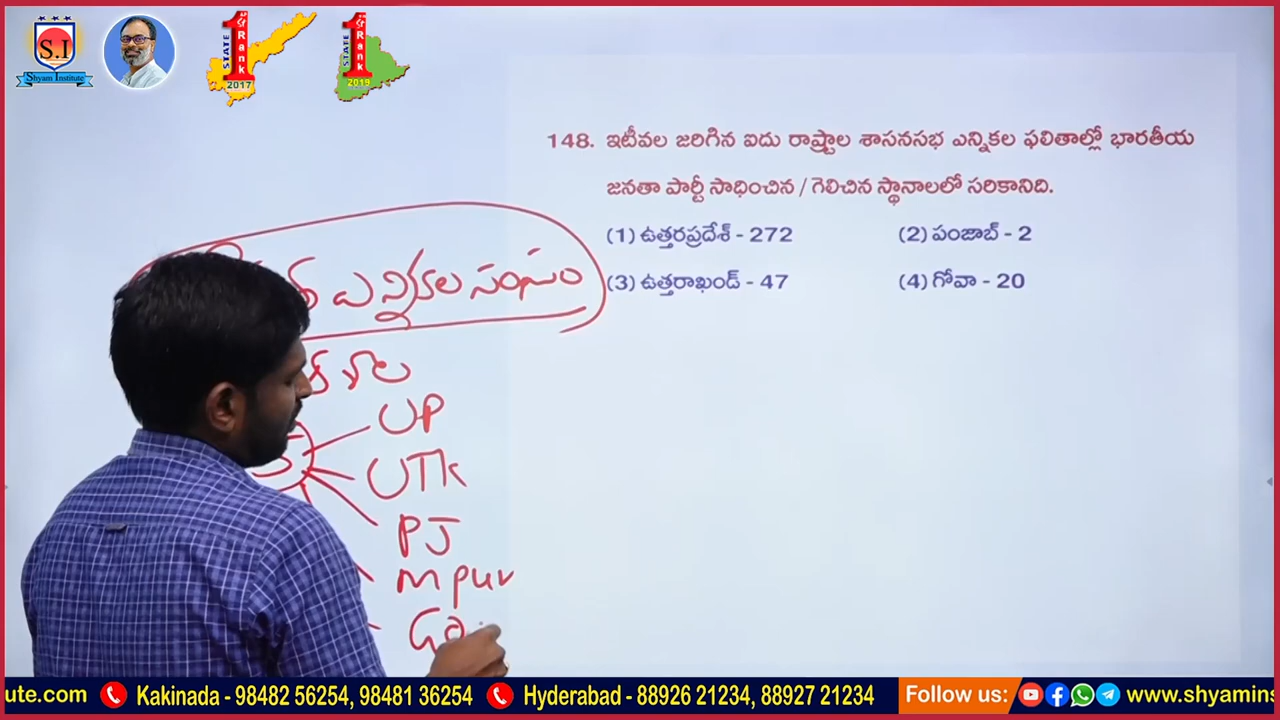 S.I
Shyam Institute
STATE 1 Rank 2017
STATE 1 Rank 2019
148. ఇటీవల జరిగిన ఐదు రాష్ట్రాల శాసనసభ ఎన్నికల ఫలితాల్లో భారతీయ
జనతా పార్టీ సాధించిన / గెలిచిన స్థానాలలో సరికానిది.
(1) ఉత్తరప్రదేశ్ - 272 (2) పంజాబ్ - 2
(3) ఉత్తరాఖండ్ - 47 (4) గోవా - 20
ఎన్నికల సంఘం
UP
UTK
PJ
mpur
Go
ute.com Kakinada - 98482 56254, 98481 36254 Hyderabad - 88926 21234, 88927 21234 Follow us: www.shyamins